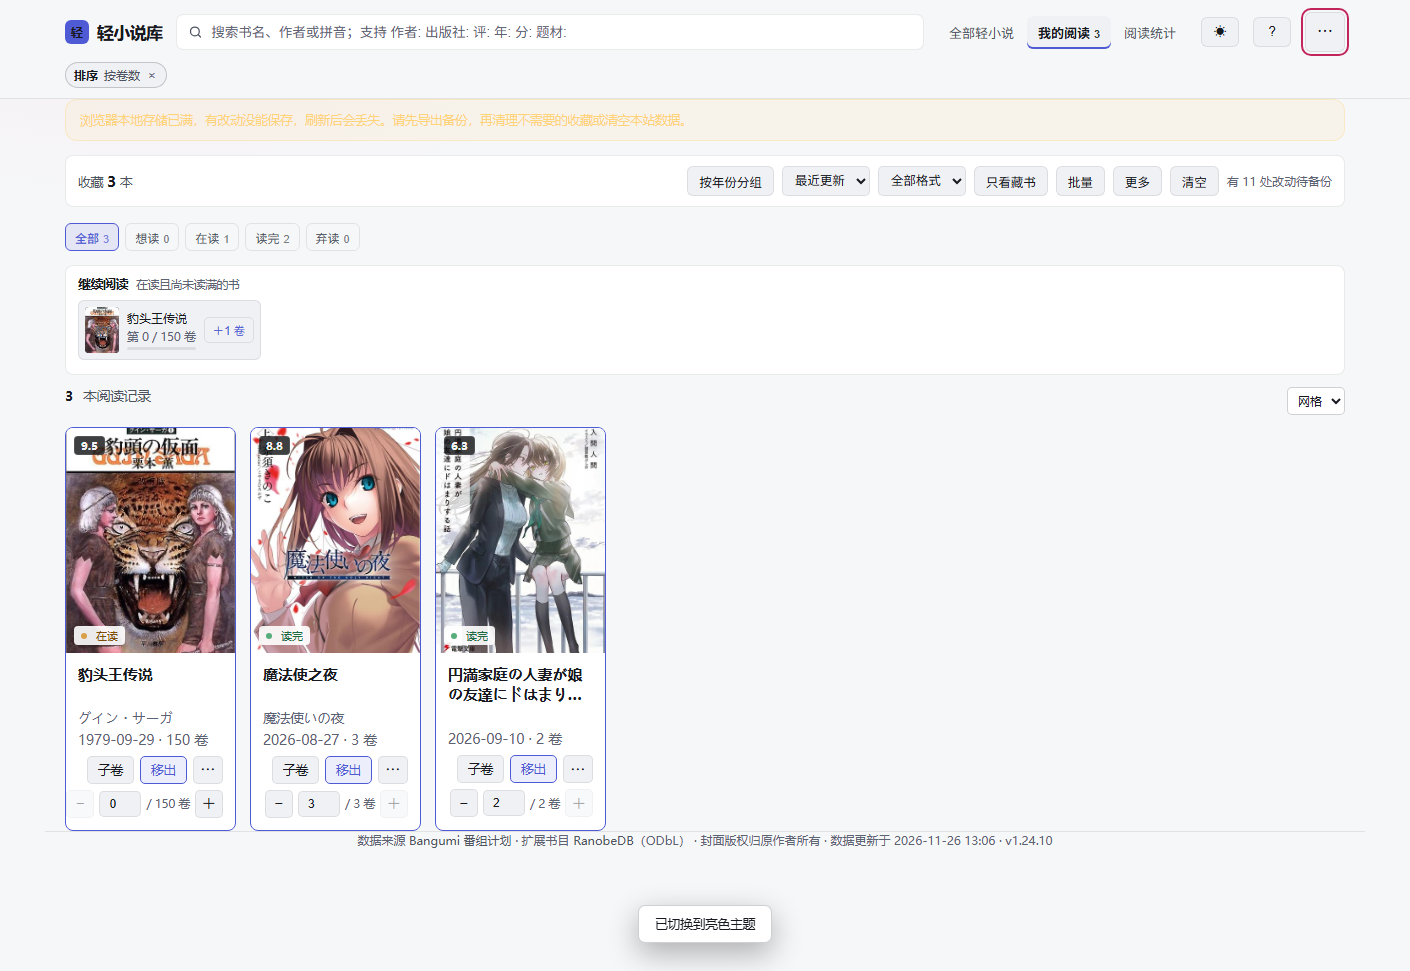 轻 轻小说库 搜索书名、作者或拼音；支持 作者: 出版社: 评: 年: 分: 题材: 全部轻小说 我的阅读 3 阅读统计 ☀ ? ···
排序 按卷数 ×
浏览器本地存储已满，有改动没能保存，刷新后会丢失。请先导出备份，再清理不需要的收藏或清空本站数据。
收藏 3 本 按年份分组 最近更新 全部格式 只看藏书 批量 更多 清空 有 11 处改动待备份
全部 3 想读 0 在读 1 读完 2 弃读 0
继续阅读 在读且尚未读满的书
豹头王传说
第 0 / 150 卷 +1 卷
3 本阅读记录 网格
9.5
豹頭の仮面
栗本 薫
在读
豹头王传说
グイン・サーガ
1979-09-29 · 150 卷
子卷 移出 ···
− 0 / 150 卷 +
8.8
魔法使いの夜
读完
魔法使之夜
魔法使いの夜
2026-08-27 · 3 卷
子卷 移出 ···
− 3 / 3 卷 +
6.3
入間人間
円満家庭の人妻が娘の友達にドはまりする話
電撃文庫
读完
円満家庭の人妻が娘
の友達にドはまり...
2026-09-10 · 2 卷
子卷 移出 ···
− 2 / 2 卷 +
数据来源 Bangumi 番组计划 · 扩展书目 RanobeDB（ODbL） · 封面版权归原作者所有 · 数据更新于 2026-11-26 13:06 · v1.24.10
已切换到亮色主题